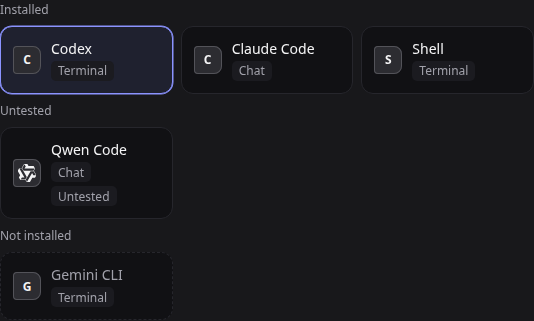 Installed
C Codex
Terminal
C Claude Code
Chat
S Shell
Terminal
Untested
Qwen Code
Chat
Untested
Not installed
G Gemini CLI
Terminal